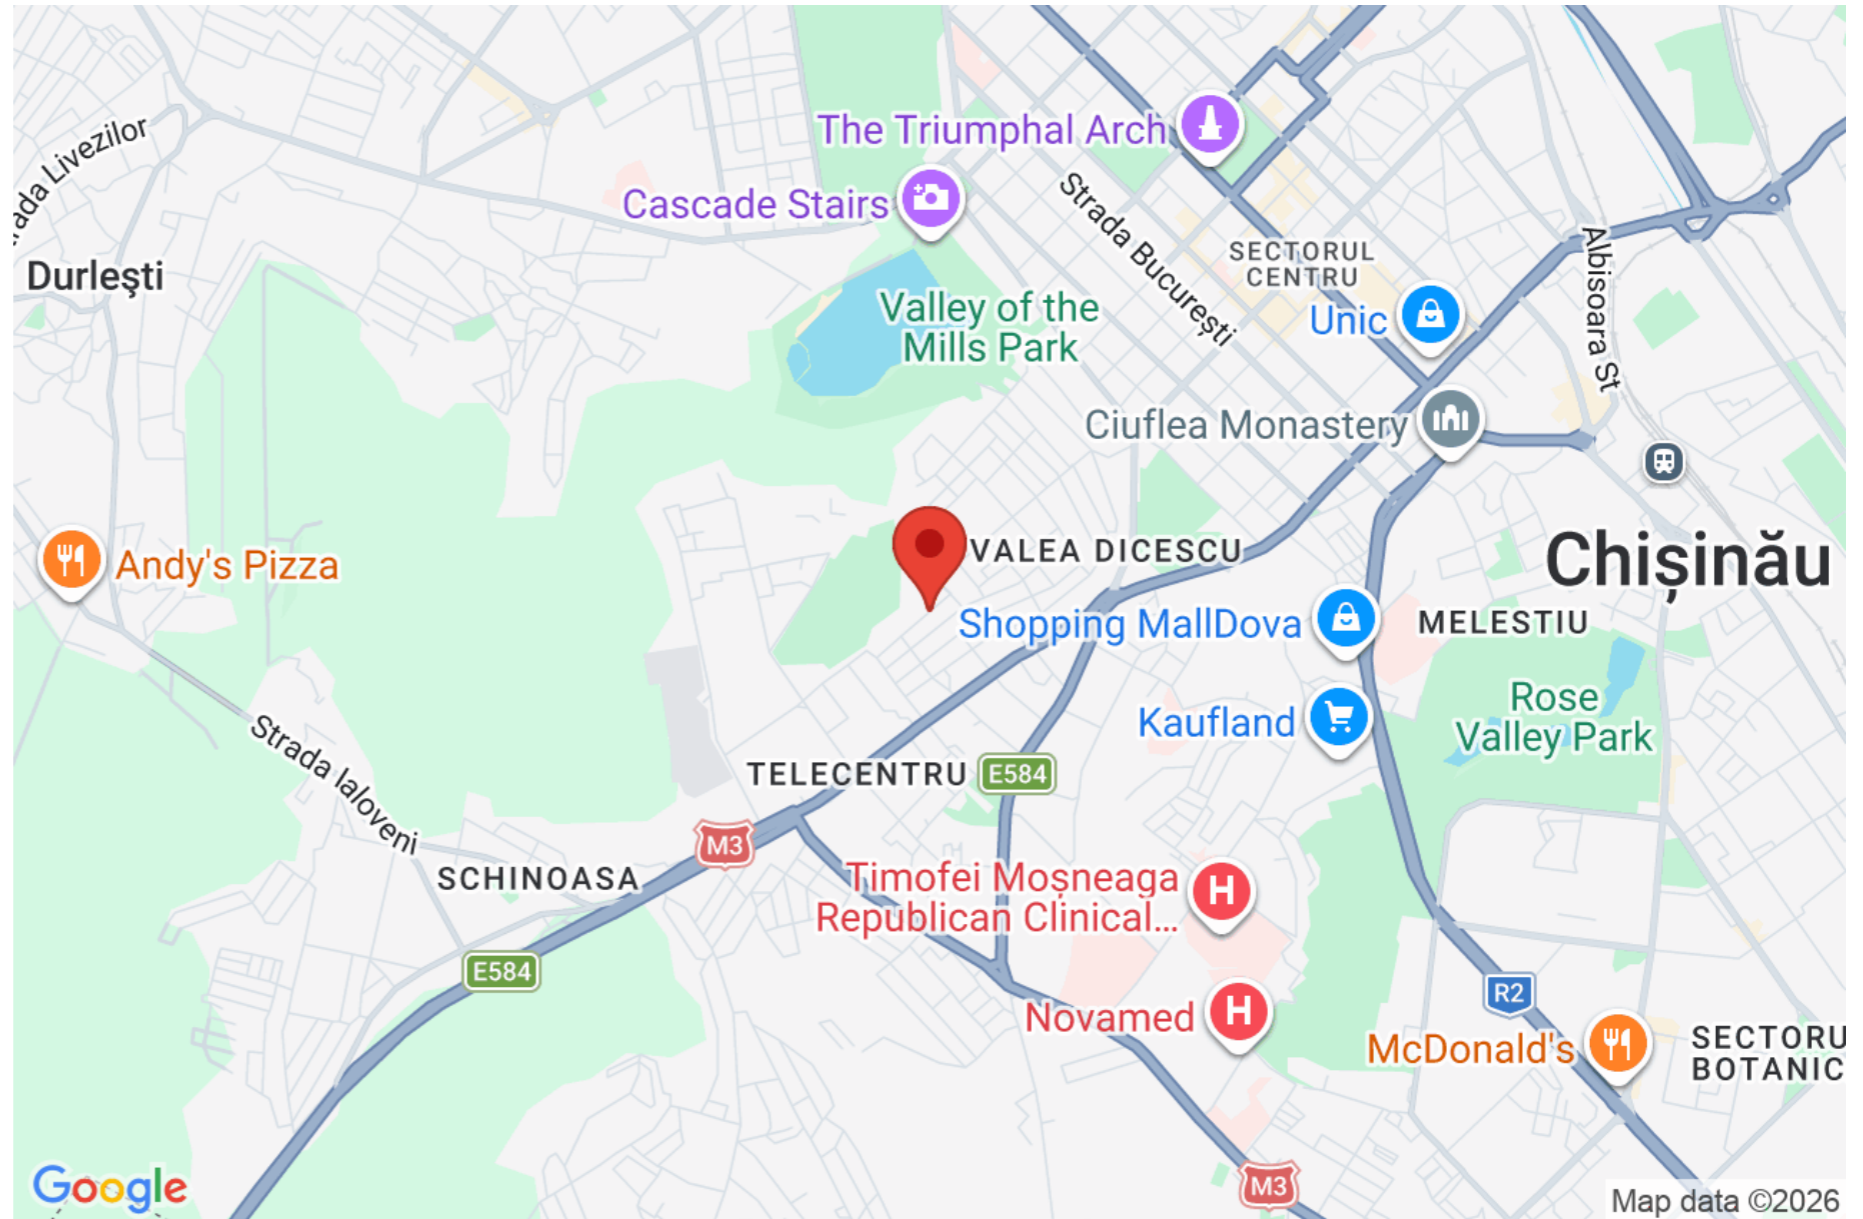 The Triumphal Arch
Strada Livezilor
Cascade Stairs
Strada București
SECTORUL
CENTRU
Albisoara St
Durleşti
Valley of the
Mills Park
Unic
Ciuflea Monastery
VALEA DICESCU
Chișinău
Andy's Pizza
Shopping MallDova
MELESTIU
Rose
Valley Park
Kaufland
Strada Ialoveni
TELECENTRU
E584
M3
SCHINOASA
Timofei Moșneaga
Republican Clinical...
H
E584
R2
Novamed
H
McDonald's
SECTORU
BOTANIC
M3
Google
Map data ©2026